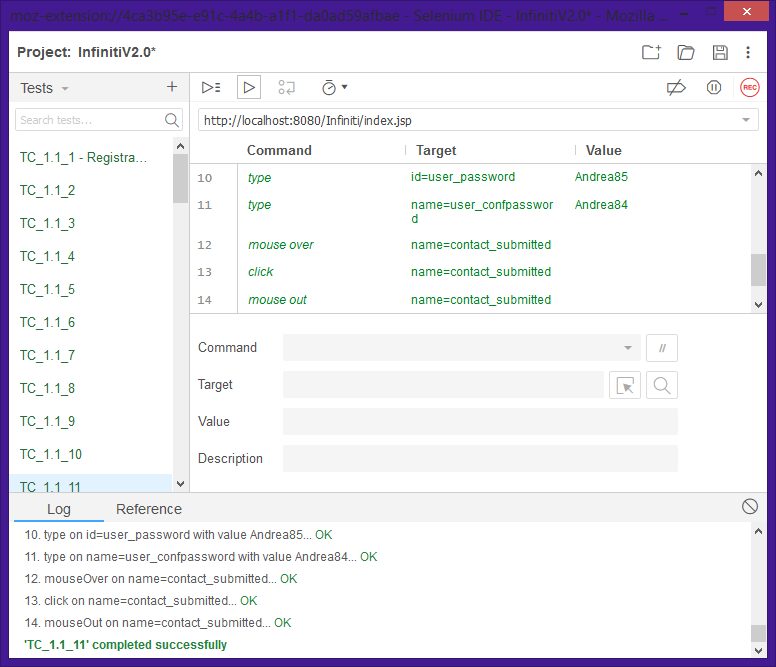 moz-extension://4ca3b95e-e91c-4a4b-a1f1-da0ad59afbae - Selenium IDE - InfinitiV2.0* - Mozilla ...
Project: InfinitiV2.0*
Tests
Search tests...
http://localhost:8080/Infiniti/index.jsp
REC
TC_1.1_1 - Registra...
TC_1.1_2
TC_1.1_3
TC_1.1_4
TC_1.1_5
TC_1.1_6
TC_1.1_7
TC_1.1_8
TC_1.1_9
TC_1.1_10
TC_1.1_11
Command Target Value
10 type id=user_password Andrea85
11 type name=user_confpasswor Andrea84
d
12 mouse over name=contact_submitted
13 click name=contact_submitted
14 mouse out name=contact_submitted
Command //
Target
Value
Description
Log Reference
10. type on id=user_password with value Andrea85... OK
11. type on name=user_confpassword with value Andrea84... OK
12. mouseOver on name=contact_submitted... OK
13. click on name=contact_submitted... OK
14. mouseOut on name=contact_submitted... OK
'TC_1.1_11' completed successfully